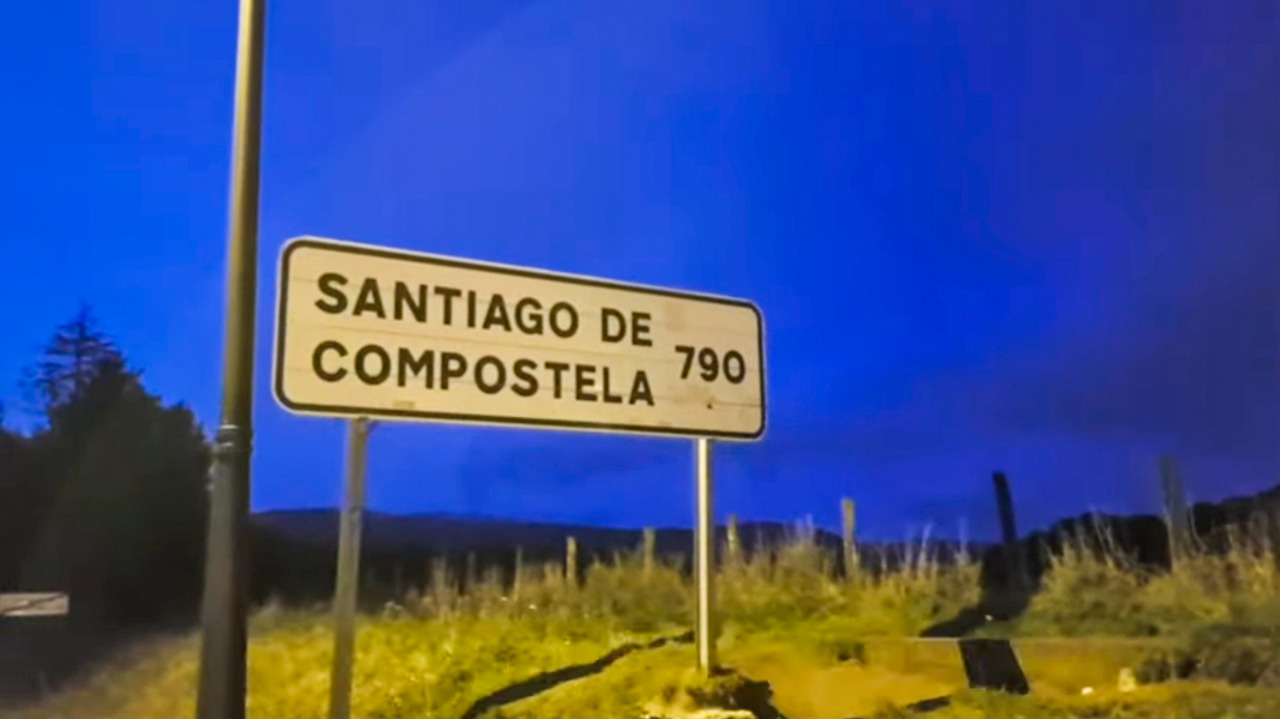 SANTIAGO DE
COMPOSTELA 790